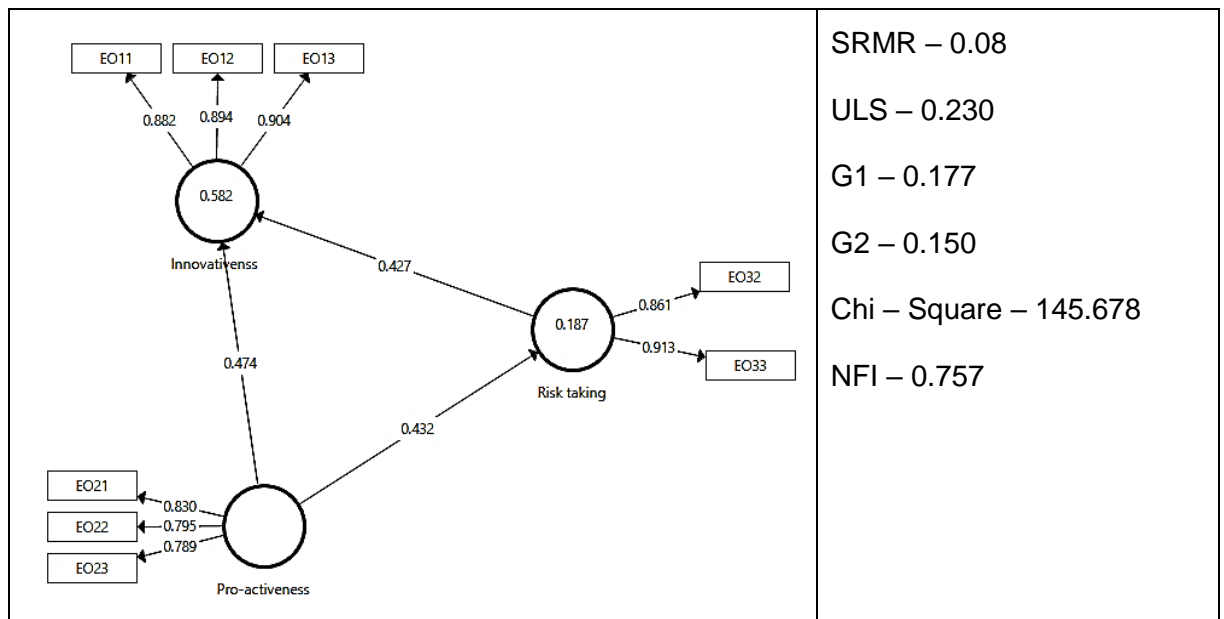 EO11 EO12 EO13
0.882 0.894 0.904
0.582
Innovativenss
0.427
EO32
0.861
0.187
0.913
EO33
Risk taking
0.474
0.432
EO21
0.830
EO22
0.795
0.789
EO23
Pro-activeness
SRMR – 0.08
ULS – 0.230
G1 – 0.177
G2 – 0.150
Chi – Square – 145.678
NFI – 0.757